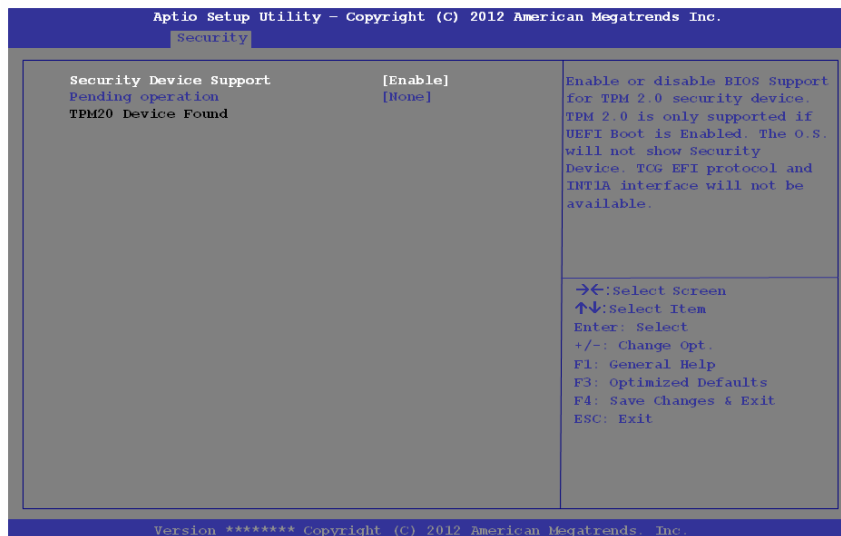 Aptio Setup Utility – Copyright (C) 2012 American Megatrends Inc.
Security
Security Device Support [Enable]
Pending operation [None]
TPM20 Device Found
Enable or disable BIOS Support
for TPM 2.0 security device.
TPM 2.0 is only supported if
UEFI Boot is Enabled. The O.S.
will not show Security
Device. TCG EFI protocol and
INT1A interface will not be
available.
→←:Select Screen
↑↓:Select Item
Enter: Select
+/-: Change Opt.
F1: General Help
F3: Optimized Defaults
F4: Save Changes & Exit
ESC: Exit
Version ******** Copyright (C) 2012 American Megatrends. Inc.